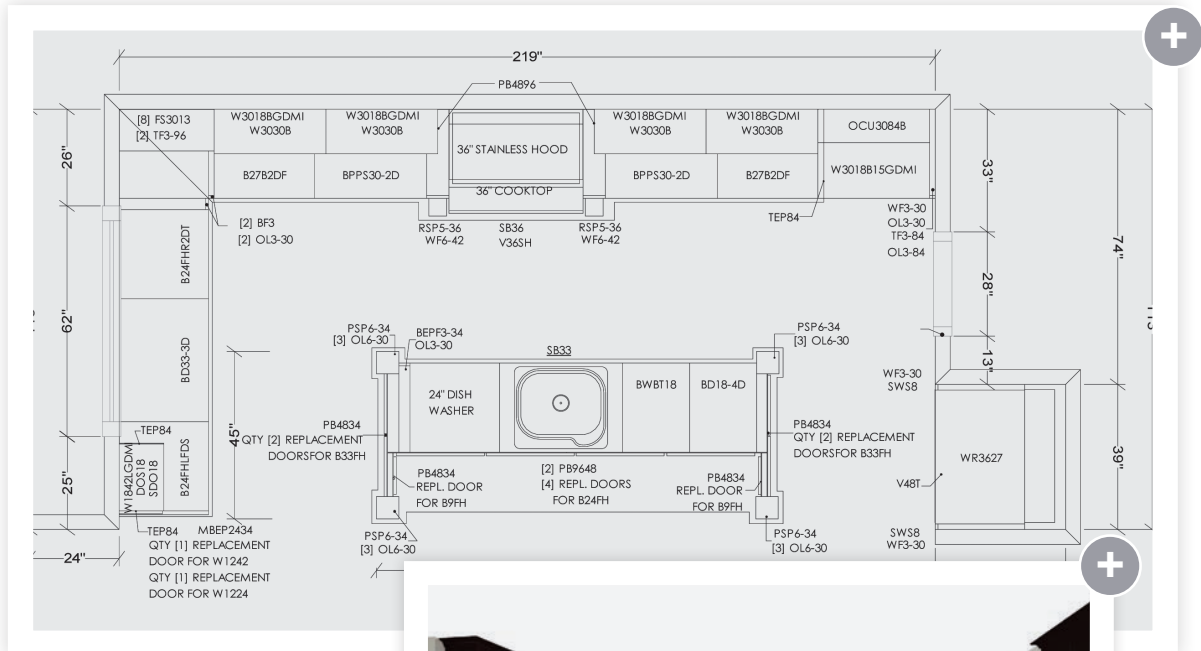 219"
PB4896
[8] FS3013
[2] TF3-96
W3018BGDMI
W3030B
W3018BGDMI
W3030B
36" STAINLESS HOOD
W3018BGDMI
W3030B
W3018BGDMI
W3030B
OCU3084B
26"
B27B2DF
BPPS30-2D
36" COOKTOP
BPPS30-2D
B27B2DF
W3018B15GDMI
33"
[2] BF3
[2] OL3-30
RSP5-36
WF6-42
SB36
V36SH
RSP5-36
WF6-42
TEP84
WF3-30
OL3-30
TF3-84
OL3-84
B24FHR2DT
74"
28"
62"
PSP6-34
[3] OL6-30
BEPF3-34
OL3-30
SB33
PSP6-34
[3] OL6-30
BD33-3D
13"
WF3-30
SWS8
24" DISH
WASHER
BWBT18
BD18-4D
TEP84
45"
PB4834
QTY [2] REPLACEMENT
DOORSFOR B33FH
PB4834
QTY [2] REPLACEMENT
DOORSFOR B33FH
WR3627
39"
V48T
25"
W1842LGDMI
DOS18
SDO18
B24FHLFDS
PB4834
REPL. DOOR
FOR B9FH
[2] PB9648
[4] REPL. DOORS
FOR B24FH
PB4834
REPL. DOOR
FOR B9FH
TEP84
MBEP2434
QTY [1] REPLACEMENT
DOOR FOR W1242
QTY [1] REPLACEMENT
DOOR FOR W1224
PSP6-34
[3] OL6-30
PSP6-34
[3] OL6-30
SWS8
WF3-30
24"